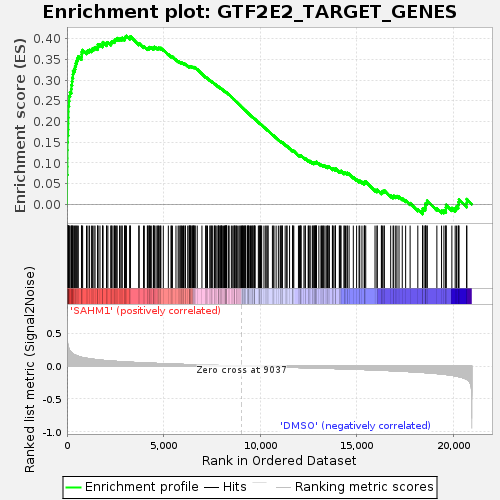 Enrichment plot: GTF2E2_TARGET_GENES
Enrichment score (ES)
0.40
0.35
0.30
0.25
0.20
0.15
0.10
0.05
0.00
'SAHM1' (positively correlated)
Ranked list metric (Signal2Noise)
0.5
0.0
-0.5
-1.0
Zero cross at 9037
'DMSO' (negatively correlated)
0
5,000
10,000
15,000
20,000
Rank in Ordered Dataset
Enrichment profile
Hits
Ranking metric scores